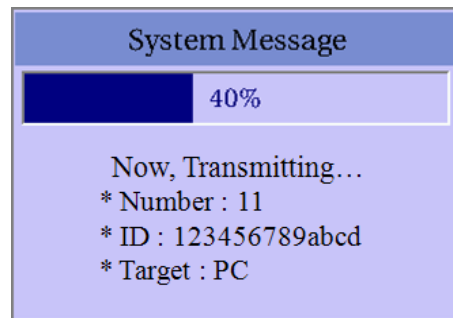 System Message
40%
Now, Transmitting...
* Number : 11
* ID : 123456789abcd
* Target : PC